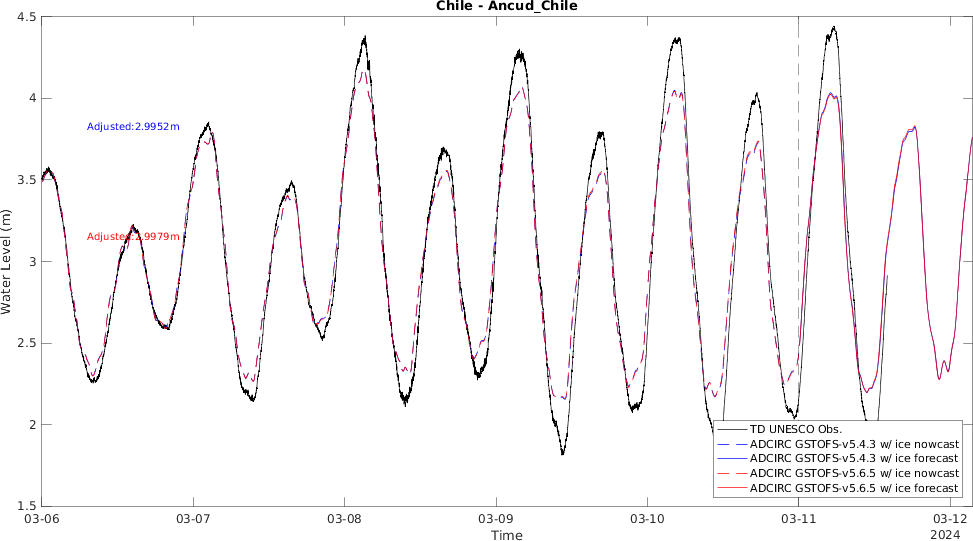 Chile - Ancud_Chile
4.5
4
3.5
3
2.5
2
1.5
Water Level (m)
Adjusted:2.9952m
Adjusted:2.9979m
TD UNESCO Obs.
ADCIRC GSTOFS-v5.4.3 w/ ice nowcast
ADCIRC GSTOFS-v5.4.3 w/ ice forecast
ADCIRC GSTOFS-v5.6.5 w/ ice nowcast
ADCIRC GSTOFS-v5.6.5 w/ ice forecast
03-06 03-07 03-08 03-09 03-10 03-11 03-12
Time
2024